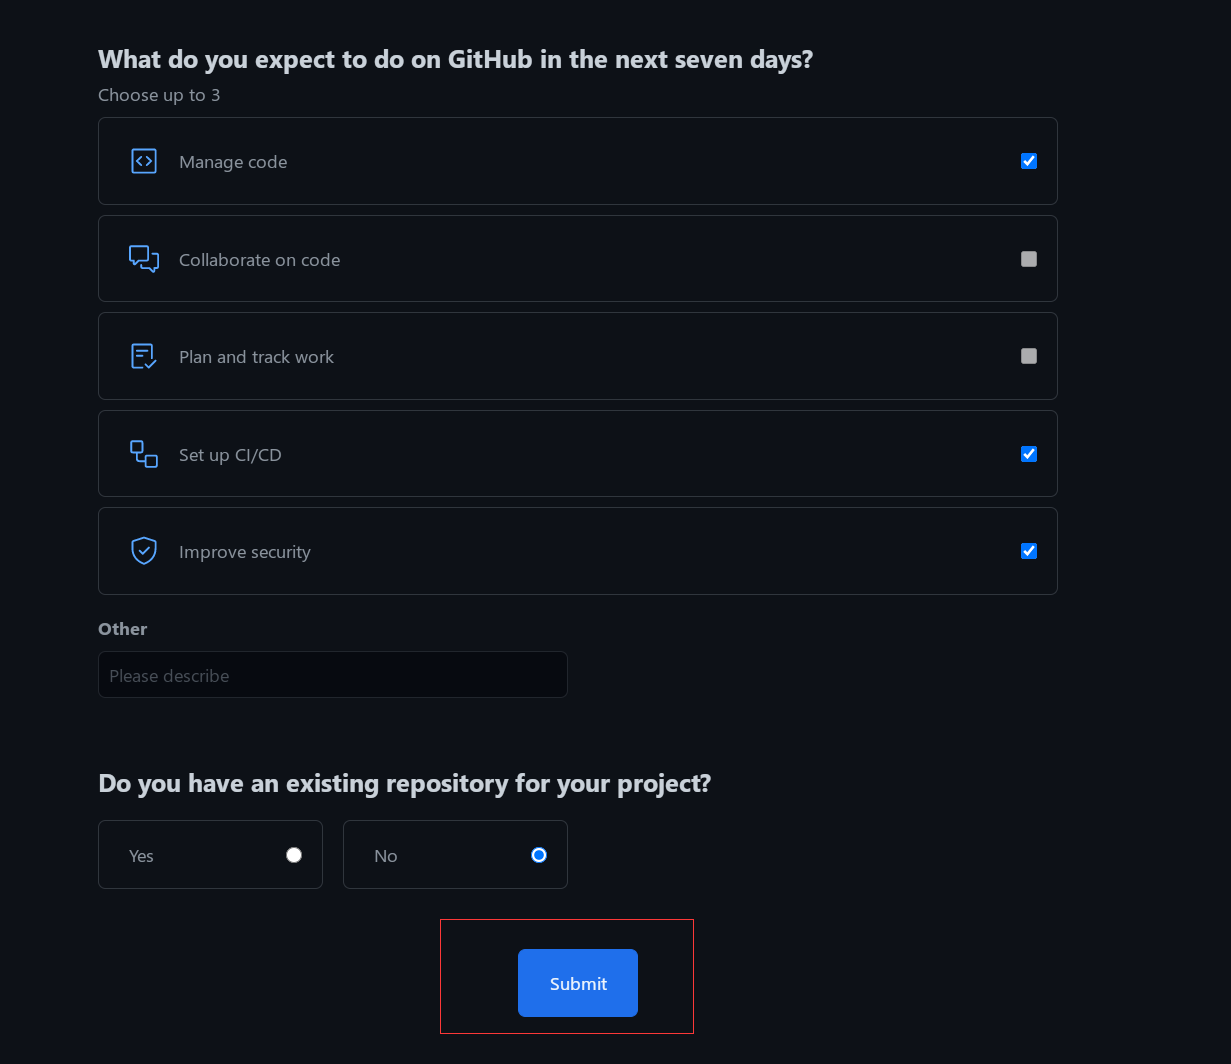 What do you expect to do on GitHub in the next seven days?
Choose up to 3
Manage code
Collaborate on code
Plan and track work
Set up CI/CD
Improve security
Other
Please describe
Do you have an existing repository for your project?
Yes
No
Submit